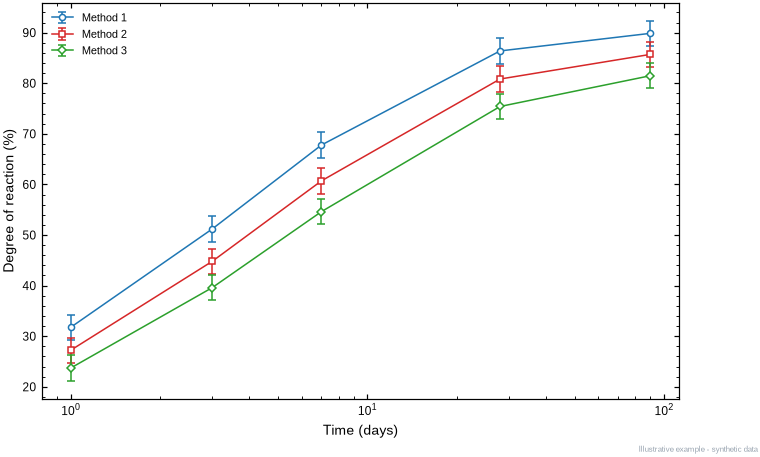 Method 1
Method 2
Method 3
90
80
70
60
50
40
30
20
Degree of reaction (%)
10⁰ 10¹ 10²
Time (days)
Illustrative example - synthetic data